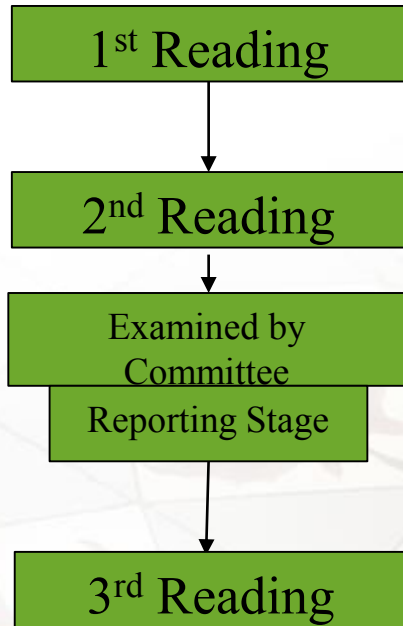 1st Reading
2nd Reading
Examined by
Committee
Reporting Stage
3rd Reading